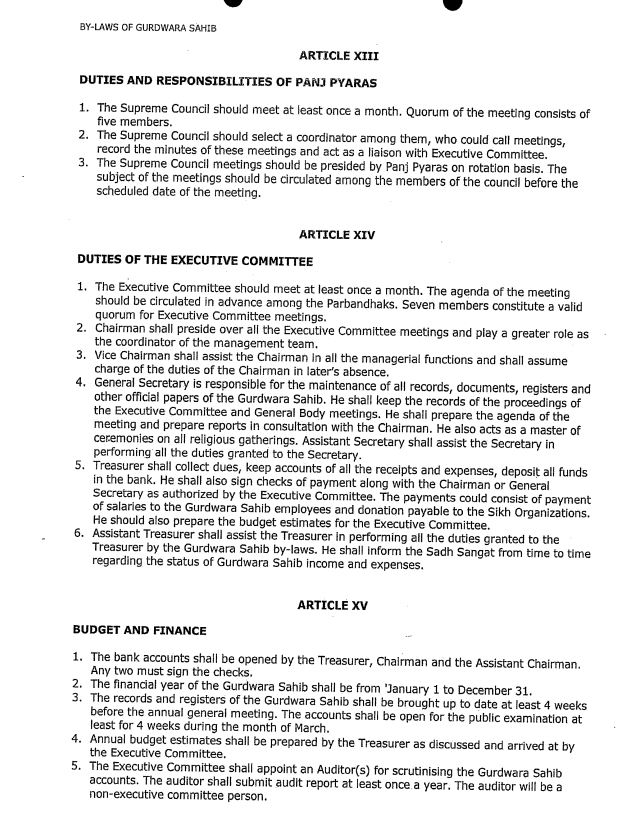 BY-LAWS OF GURDWARA SAHIB
ARTICLE XIII
DUTIES AND RESPONSIBILITIES OF PANJ PYARAS
1. The Supreme Council should meet at least once a month. Quorum of the meeting consists of
five members.
2. The Supreme Council should select a coordinator among them, who could call meetings,
record the minutes of these meetings and act as a liaison with Executive Committee.
3. The Supreme Council meetings should be presided by Panj Pyaras on rotation basis. The
subject of the meetings should be circulated among the members of the council before the
scheduled date of the meeting.
ARTICLE XIV
DUTIES OF THE EXECUTIVE COMMITTEE
1. The Executive Committee should meet at least once a month. The agenda of the meeting
should be circulated in advance among the Parbandhaks. Seven members constitute a valid
quorum for Executive Committee meetings.
2. Chairman shall preside over all the Executive Committee meetings and play a greater role as
the coordinator of the management team.
3. Vice Chairman shall assist the Chairman in all the managerial functions and shall assume
charge of the duties of the Chairman in later's absence.
4. General Secretary is responsible for the maintenance of all records, documents, registers and
other official papers of the Gurdwara Sahib. He shall keep the records of the proceedings of
the Executive Committee and General Body meetings. He shall prepare the agenda of the
meeting and prepare reports in consultation with the Chairman. He also acts as a master of
ceremonies on all religious gatherings. Assistant Secretary shall assist the Secretary in
performing all the duties granted to the Secretary.
5. Treasurer shall collect dues, keep accounts of all the receipts and expenses, deposit all funds
in the bank. He shall also sign checks of payment along with the Chairman or General
Secretary as authorized by the Executive Committee. The payments could consist of payment
of salaries to the Gurdwara Sahib employees and donation payable to the Sikh Organizations.
He should also prepare the budget estimates for the Executive Committee.
6. Assistant Treasurer shall assist the Treasurer in performing all the duties granted to the
Treasurer by the Gurdwara Sahib by-laws. He shall inform the Sadh Sangat from time to time
regarding the status of Gurdwara Sahib income and expenses.
ARTICLE XV
BUDGET AND FINANCE
1. The bank accounts shall be opened by the Treasurer, Chairman and the Assistant Chairman.
Any two must sign the checks.
2. The financial year of the Gurdwara Sahib shall be from 'January 1 to December 31.
3. The records and registers of the Gurdwara Sahib shall be brought up to date at least 4 weeks
before the annual general meeting. The accounts shall be open for the public examination at
least for 4 weeks during the month of March.
4. Annual budget estimates shall be prepared by the Treasurer as discussed and arrived at by
the Executive Committee.
5. The Executive Committee shall appoint an Auditor(s) for scrutinising the Gurdwara Sahib
accounts. The auditor shall submit audit report at least once a year. The auditor will be a
non-executive committee person.